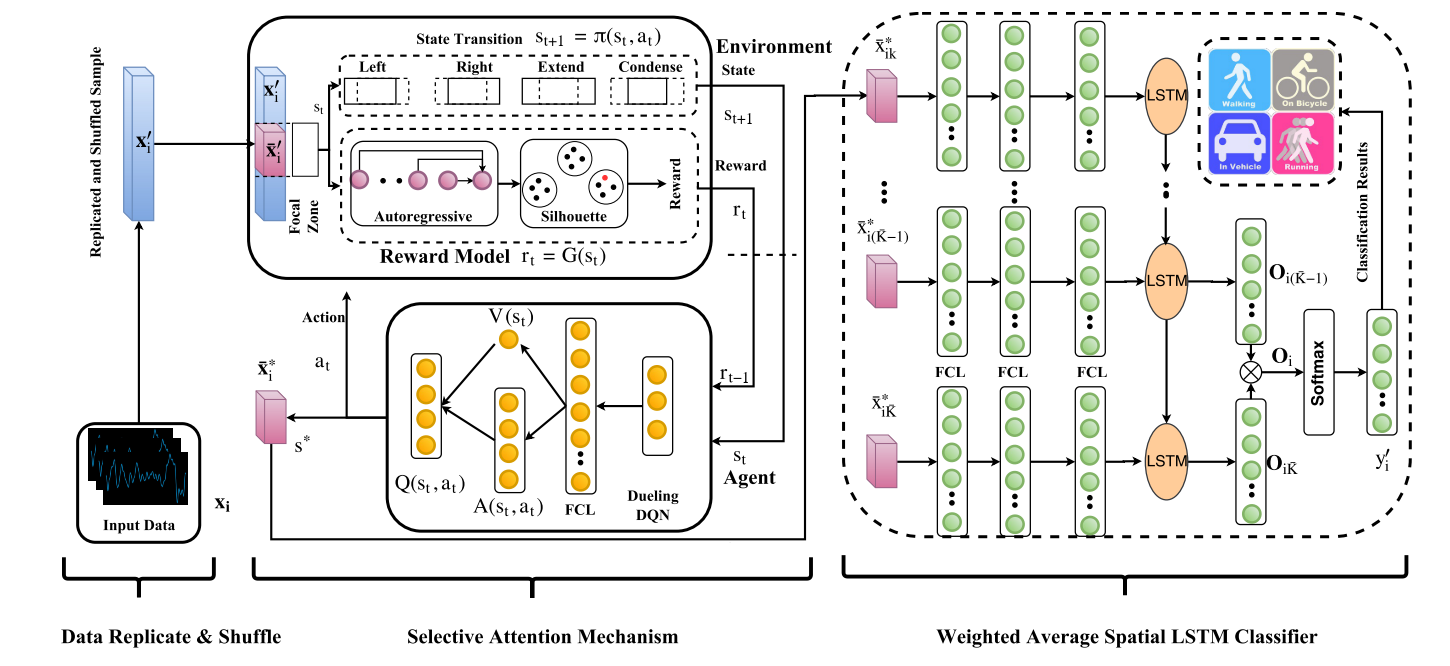 Replicated and Shuffled Sample
x′i
Input Data
xi
Data Replicate & Shuffle
State Transition st+1 = π(st, at)
Environment
x′i
x̄′i
Focal
Zone
st
Left
Right
Extend
Condense
State
st+1
Autoregressive
Silhouette
Reward
Reward
rt
Reward Model rt = G(st)
Action
at
x̄*i
s*
V(st)
Q(st, at)
A(st, at)
FCL
Dueling
DQN
rt−1
st
Agent
Selective Attention Mechanism
x̄*ik
LSTM
Walking
On Bicycle
In Vehicle
Running
Classification Results
x̄*i(K̄−1)
LSTM
Oi(K̄−1)
FCL
FCL
FCL
Oi
Softmax
x̄*iK̄
LSTM
OiK̄
y′i
Weighted Average Spatial LSTM Classifier